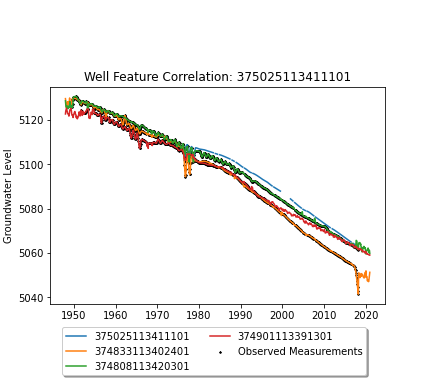 Well Feature Correlation: 375025113411101
Groundwater Level
5120
5100
5080
5060
5040
1950 1960 1970 1980 1990 2000 2010 2020
375025113411101 374901113391301
374833113402401 Observed Measurements
374808113420301